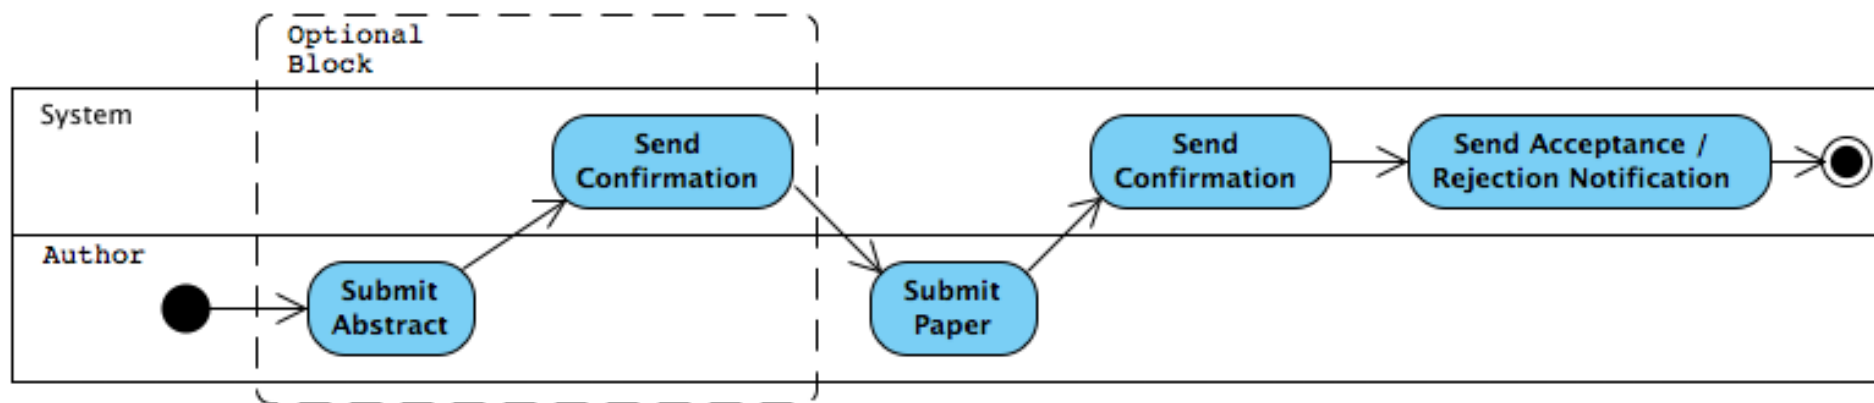 Optional
Block
System
Send
Confirmation
Send
Confirmation
Send Acceptance /
Rejection Notification
Author
Submit
Abstract
Submit
Paper